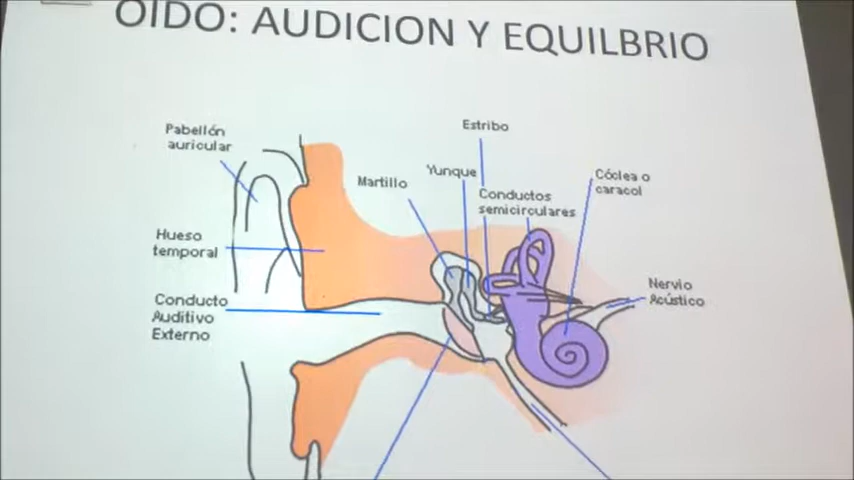 OIDO: AUDICION Y EQUILBRIO
Pabellón
auricular
Estribo
Martillo
Yunque
Conductos
semicirculares
Cóclea o
caracol
Hueso
temporal
Nervio
Acústico
Conducto
Auditivo
Externo